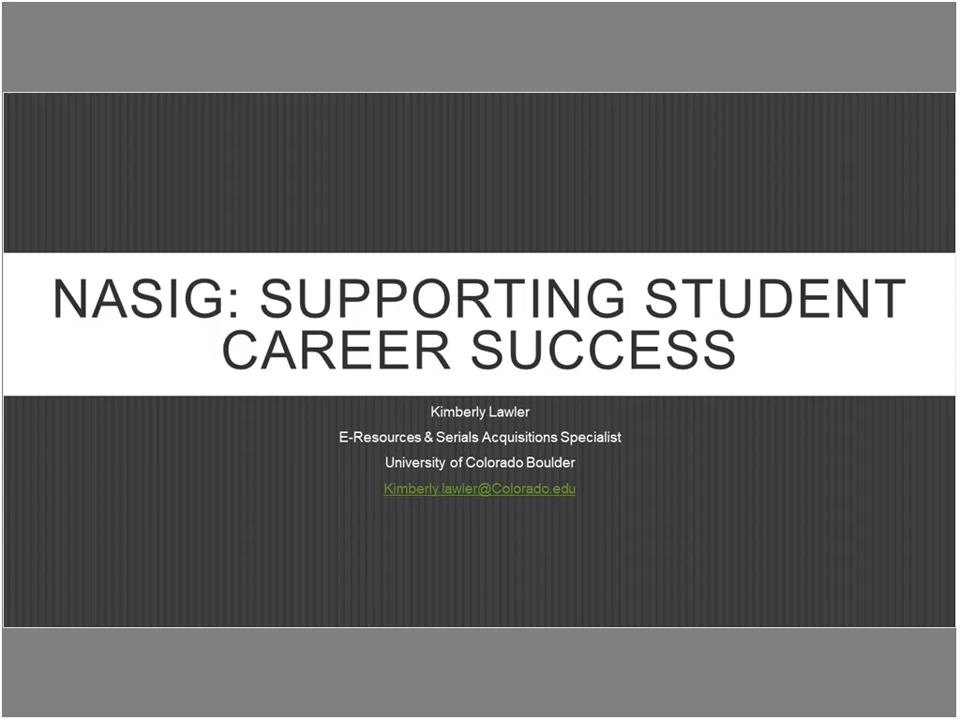 NASIG: SUPPORTING STUDENT
CAREER SUCCESS
Kimberly Lawler
E-Resources & Serials Acquisitions Specialist
University of Colorado Boulder
Kimberly.lawler@Colorado.edu